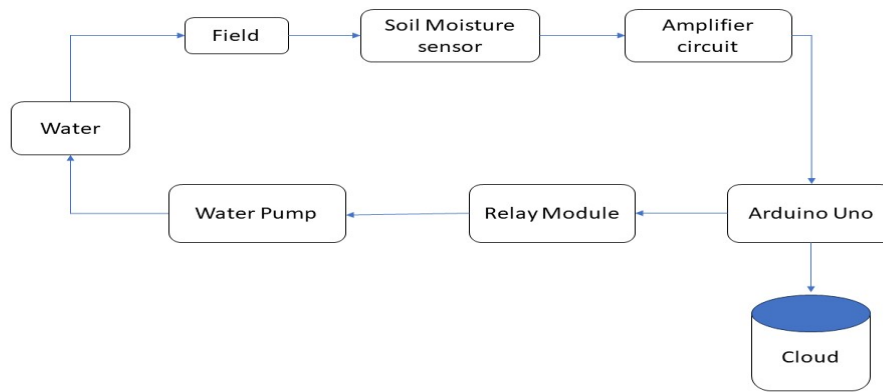 Field
Soil Moisture
sensor
Amplifier
circuit
Water
Water Pump
Relay Module
Arduino Uno
Cloud